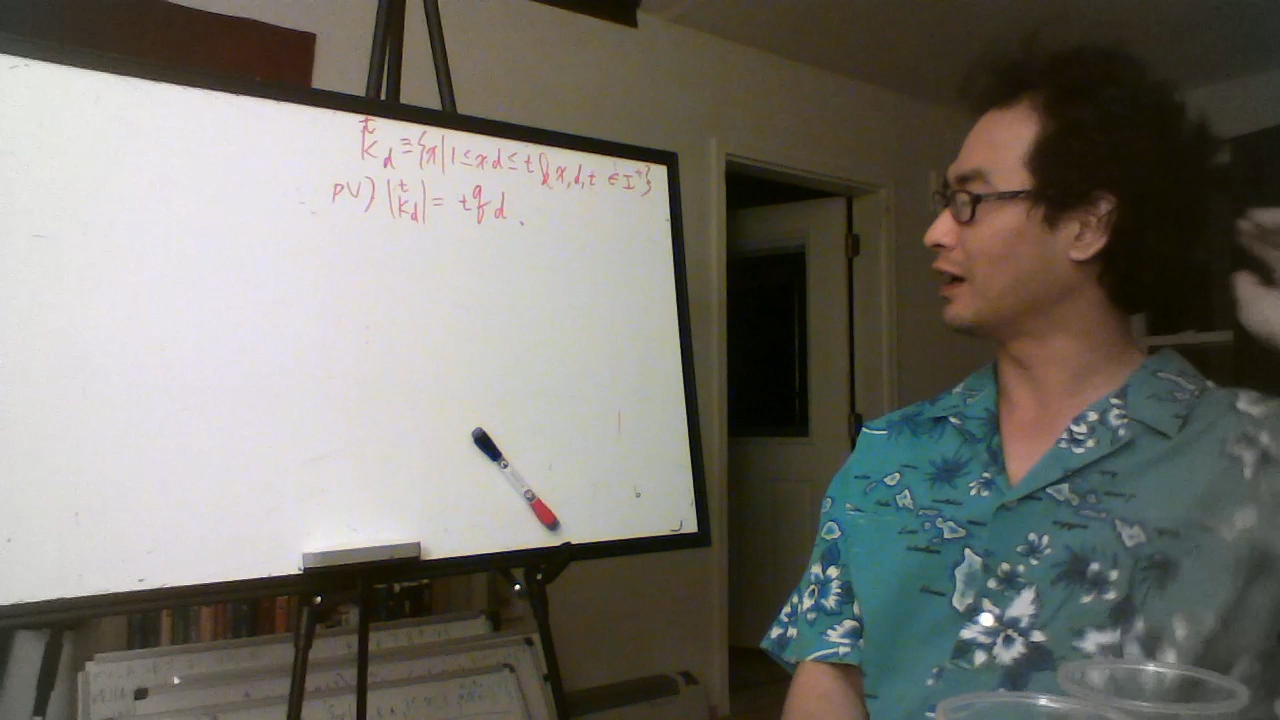 ᵗK_d ≡ {x | 1 ≤ x·d ≤ t & x, d, t ∈ I⁺}
pv) |ᵗK_d| = t q d.